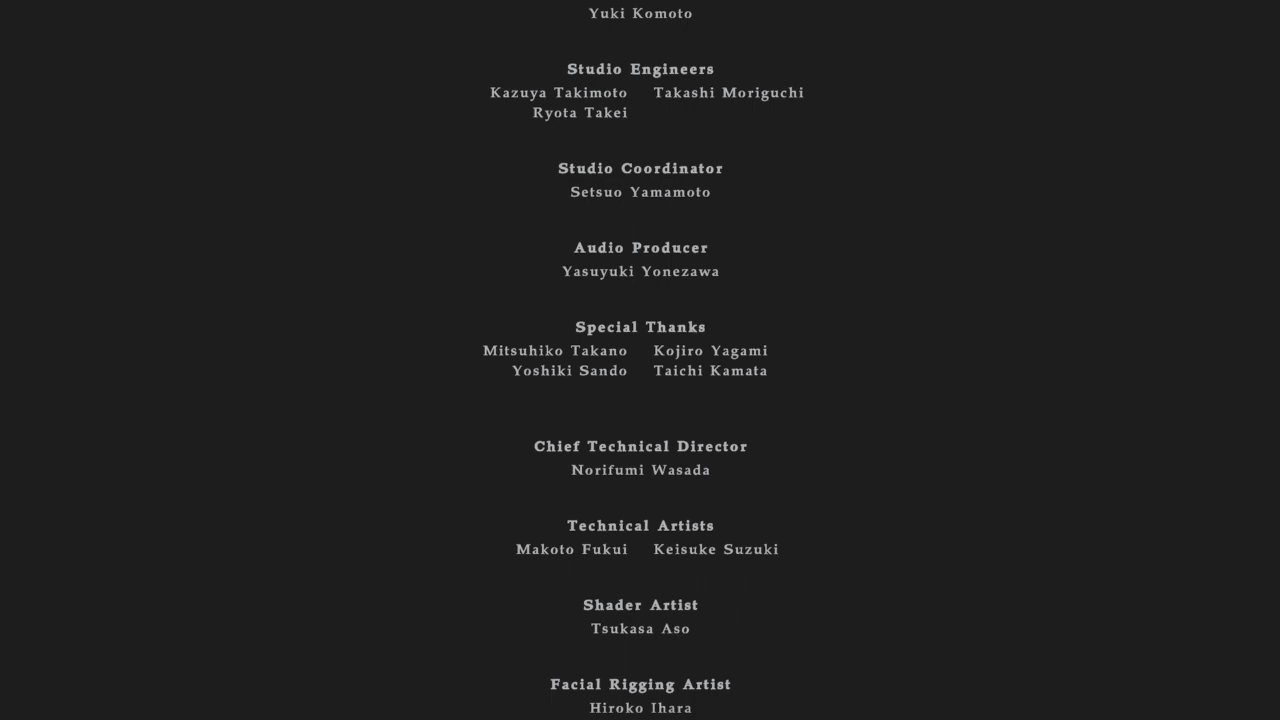 Yuki Komoto
Studio Engineers
Kazuya Takimoto Takashi Moriguchi
Ryota Takei
Studio Coordinator
Setsuo Yamamoto
Audio Producer
Yasuyuki Yonezawa
Special Thanks
Mitsuhiko Takano Kojiro Yagami
Yoshiki Sando Taichi Kamata
Chief Technical Director
Norifumi Wasada
Technical Artists
Makoto Fukui Keisuke Suzuki
Shader Artist
Tsukasa Aso
Facial Rigging Artist
Hiroko Ihara